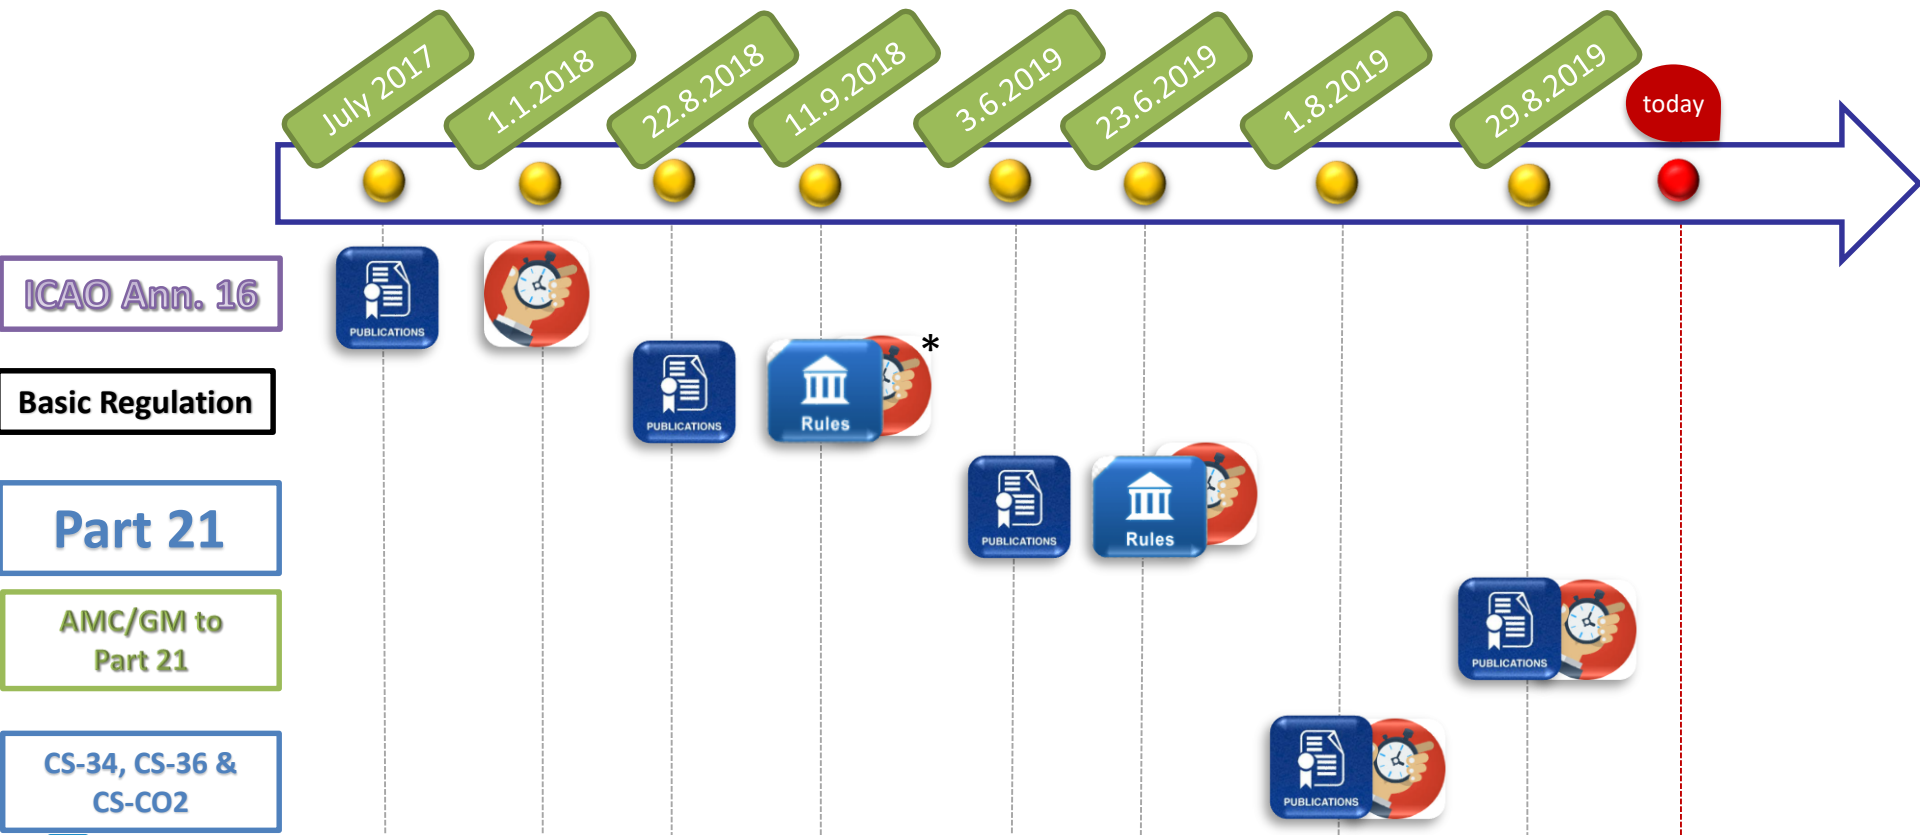 July 2017
1.1.2018
22.8.2018
11.9.2018
3.6.2019
23.6.2019
1.8.2019
29.8.2019
today
ICAO Ann. 16
PUBLICATIONS
*
Basic Regulation
PUBLICATIONS
Rules
Part 21
PUBLICATIONS
Rules
AMC/GM to
Part 21
PUBLICATIONS
CS-34, CS-36 &
CS-CO2
PUBLICATIONS